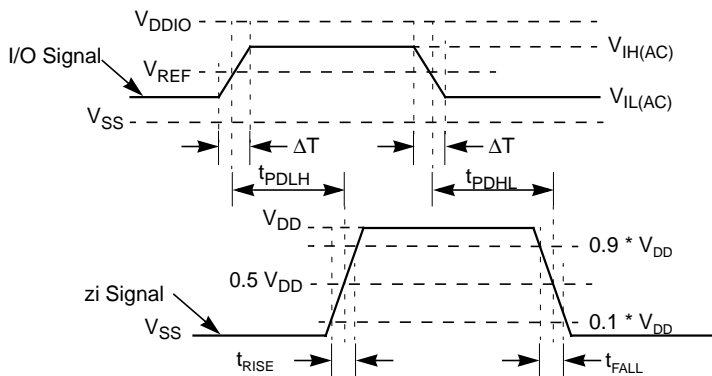 V_DDIO
V_IH(AC)
I/O Signal
V_REF
V_IL(AC)
V_SS
ΔT ΔT
t_PDLH t_PDHL
V_DD
0.9 * V_DD
0.5 V_DD
zi Signal
V_SS 0.1 * V_DD
t_RISE t_FALL